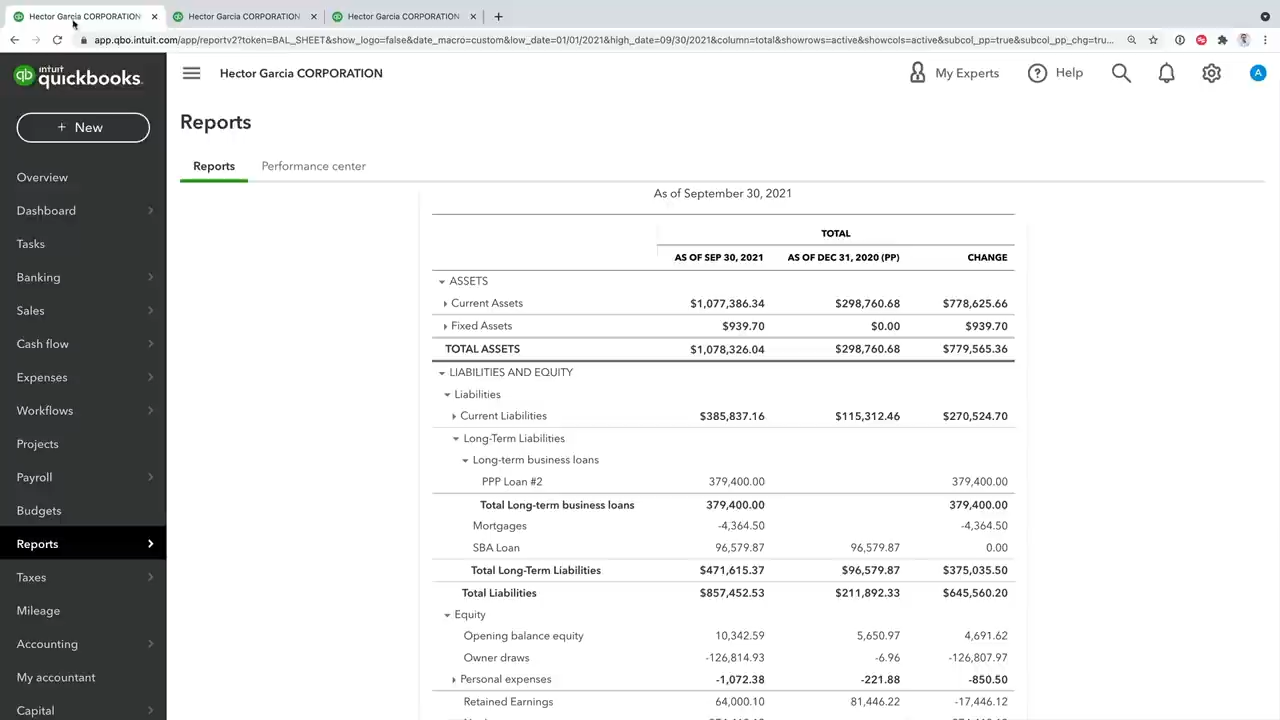 Hector Garcia CORPORATION × Hector Garcia CORPORATION × Hector Garcia CORPORATION × +
app.qbo.intuit.com/app/reportv2?token=BAL_SHEET&show_logo=false&date_macro=custom&low_date=01/01/2021&high_date=09/30/2021&column=total&showrows=active&showcols=active&subcol_pp=true&subcol_pp_chg=tru...
intuit quickbooks.
Hector Garcia CORPORATION
My Experts
Help
A
+ New
Overview
Dashboard
Tasks
Banking
Sales
Cash flow
Expenses
Workflows
Projects
Payroll
Budgets
Reports
Taxes
Mileage
Accounting
My accountant
Capital
Reports
Reports Performance center
As of September 30, 2021
TOTAL
AS OF SEP 30, 2021 AS OF DEC 31, 2020 (PP) CHANGE
ASSETS
Current Assets $1,077,386.34 $298,760.68 $778,625.66
Fixed Assets $939.70 $0.00 $939.70
TOTAL ASSETS $1,078,326.04 $298,760.68 $779,565.36
LIABILITIES AND EQUITY
Liabilities
Current Liabilities $385,837.16 $115,312.46 $270,524.70
Long-Term Liabilities
Long-term business loans
PPP Loan #2 379,400.00 379,400.00
Total Long-term business loans 379,400.00 379,400.00
Mortgages -4,364.50 -4,364.50
SBA Loan 96,579.87 96,579.87 0.00
Total Long-Term Liabilities $471,615.37 $96,579.87 $375,035.50
Total Liabilities $857,452.53 $211,892.33 $645,560.20
Equity
Opening balance equity 10,342.59 5,650.97 4,691.62
Owner draws -126,814.93 -6.96 -126,807.97
Personal expenses -1,072.38 -221.88 -850.50
Retained Earnings 64,000.10 81,446.22 -17,446.12